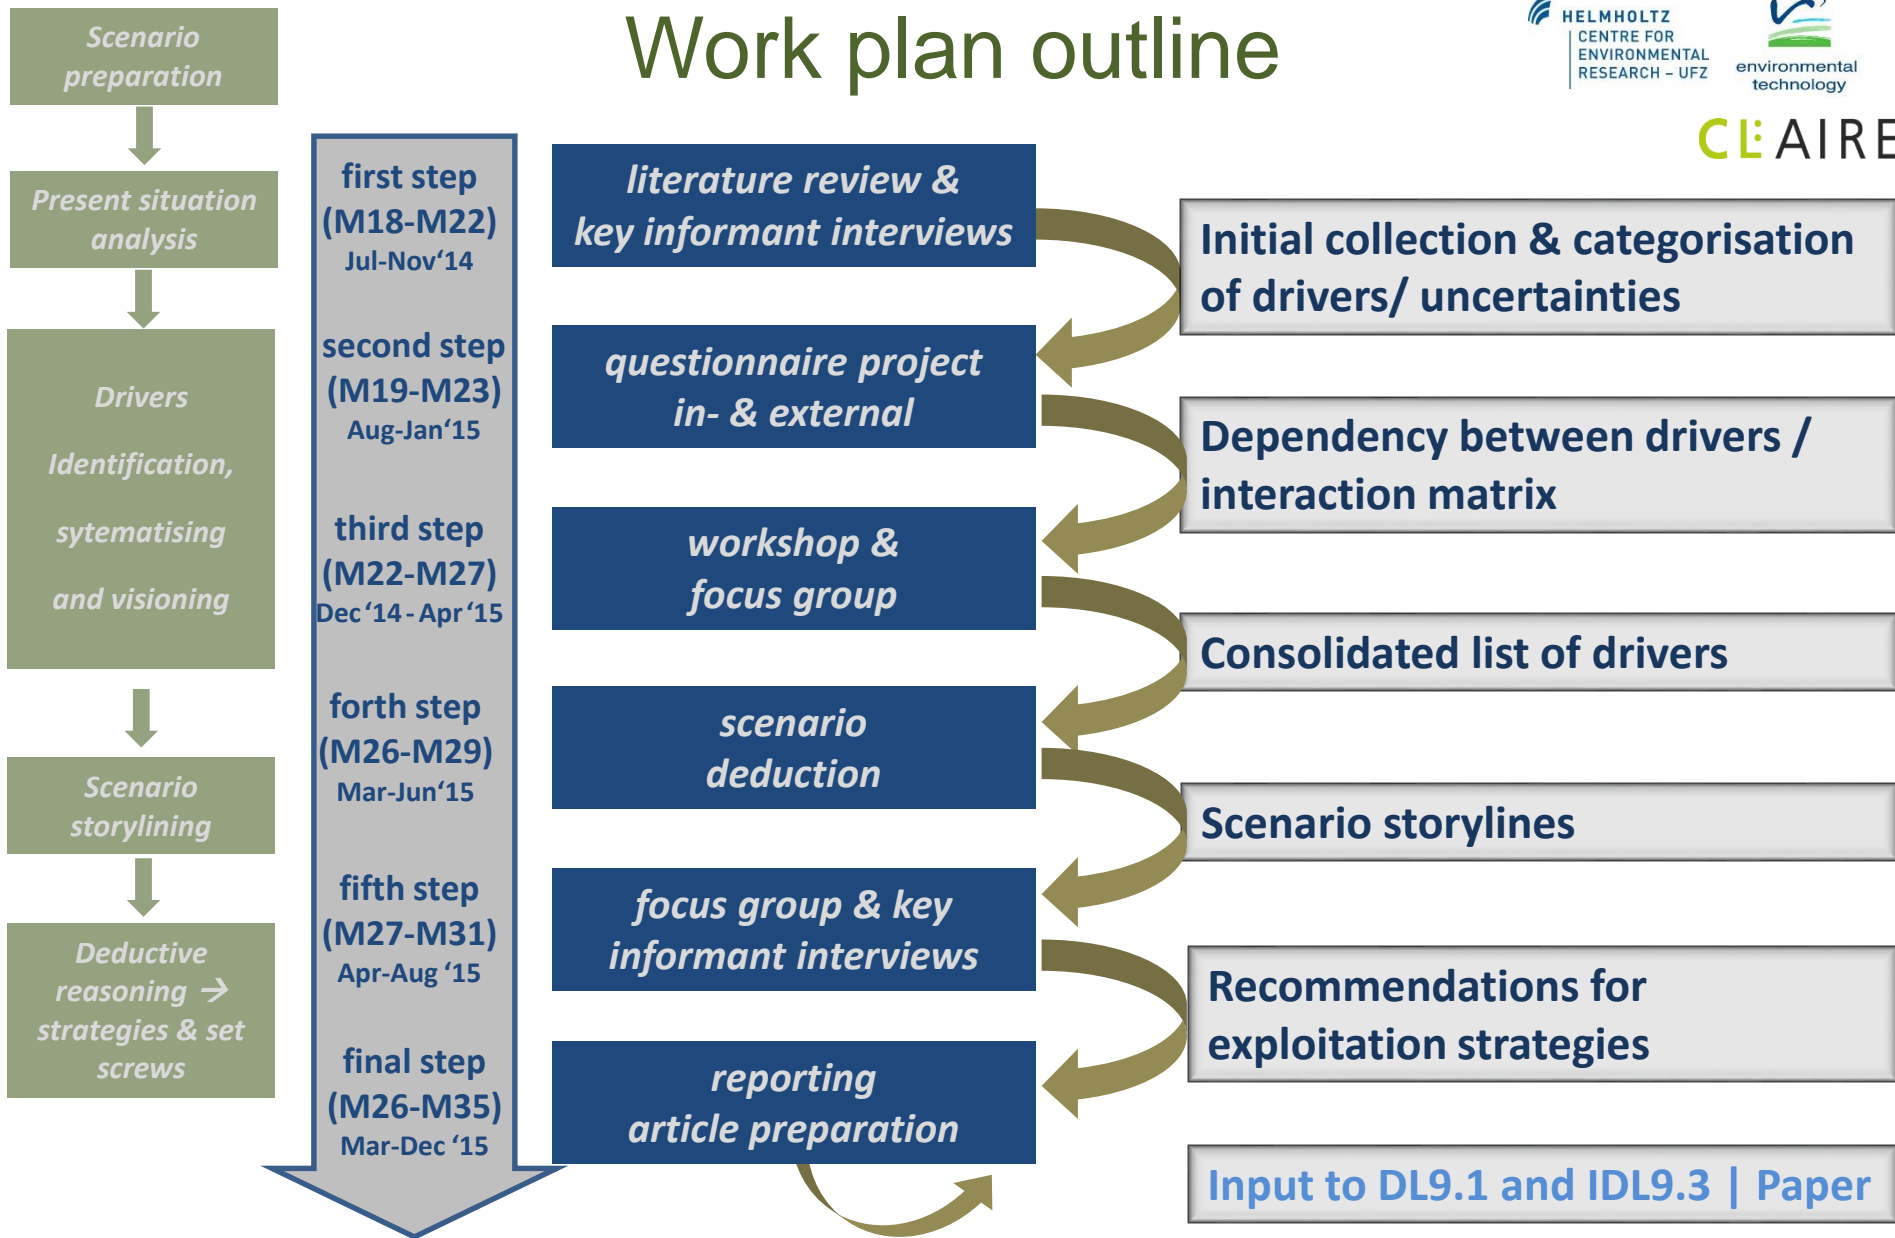 Work plan outline
HELMHOLTZ
CENTRE FOR
ENVIRONMENTAL
RESEARCH – UFZ
environmental
technology
CL:AIRE
Scenario
preparation
Present situation
analysis
Drivers
Identification,
sytematising
and visioning
Scenario
storylining
Deductive
reasoning →
strategies & set
screws
first step
(M18-M22)
Jul-Nov‘14
second step
(M19-M23)
Aug-Jan‘15
third step
(M22-M27)
Dec ‘14 - Apr ‘15
forth step
(M26-M29)
Mar-Jun‘15
fifth step
(M27-M31)
Apr-Aug ‘15
final step
(M26-M35)
Mar-Dec ‘15
literature review &
key informant interviews
questionnaire project
in- & external
workshop &
focus group
scenario
deduction
focus group & key
informant interviews
reporting
article preparation
Initial collection & categorisation
of drivers/ uncertainties
Dependency between drivers /
interaction matrix
Consolidated list of drivers
Scenario storylines
Recommendations for
exploitation strategies
Input to DL9.1 and IDL9.3 | Paper